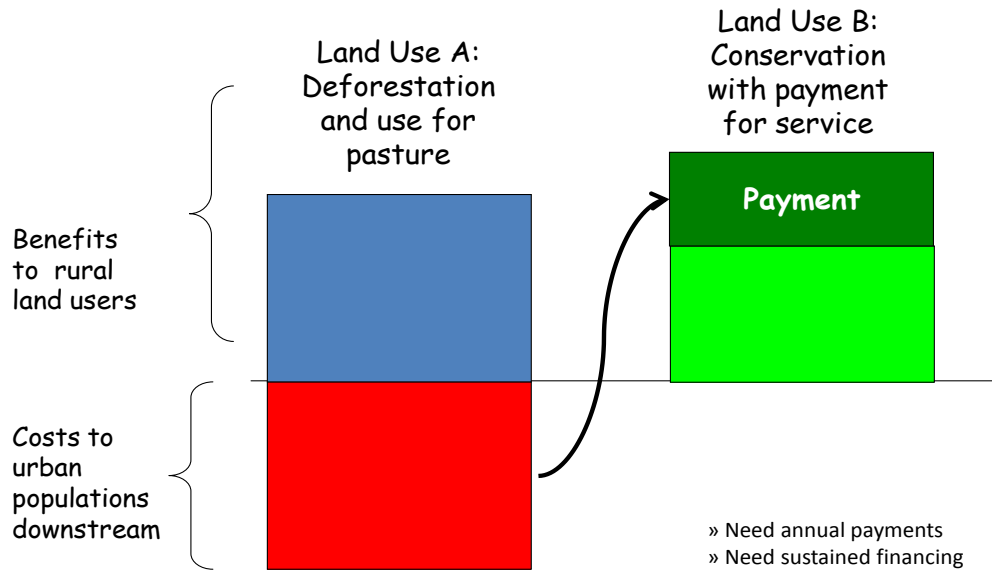 Land Use A:
Deforestation
and use for
pasture
Land Use B:
Conservation
with payment
for service
Payment
Benefits
to rural
land users
Costs to
urban
populations
downstream
» Need annual payments
» Need sustained financing